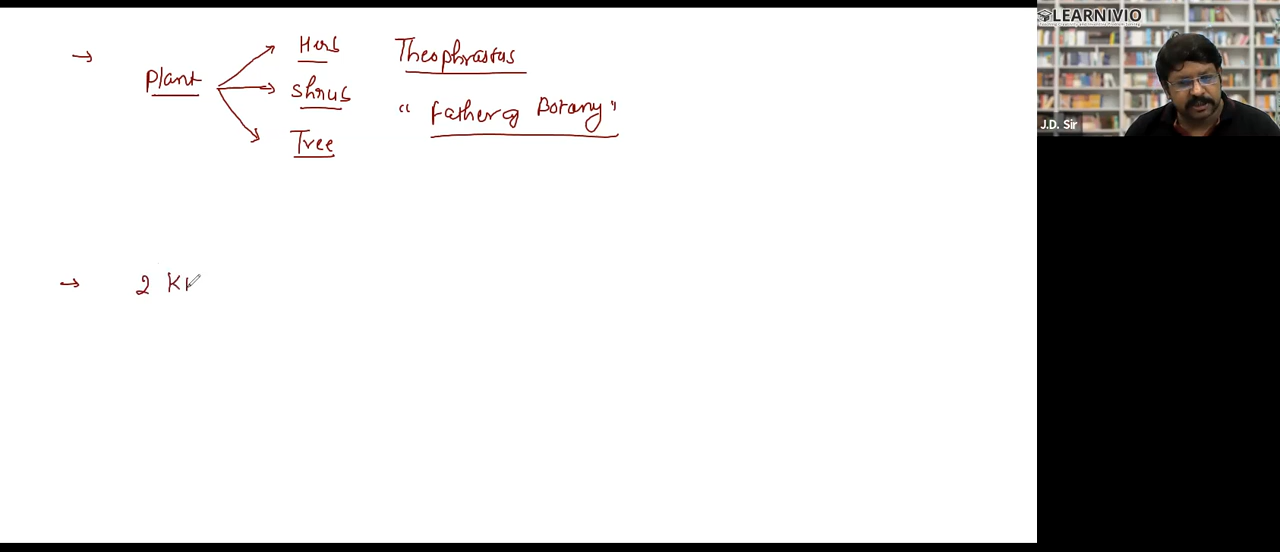 → Plant
Herb
Shrub
Tree
Theophrastus
"Father of Botany"
→ 2 K
LEARNIVIO
J.D. Sir